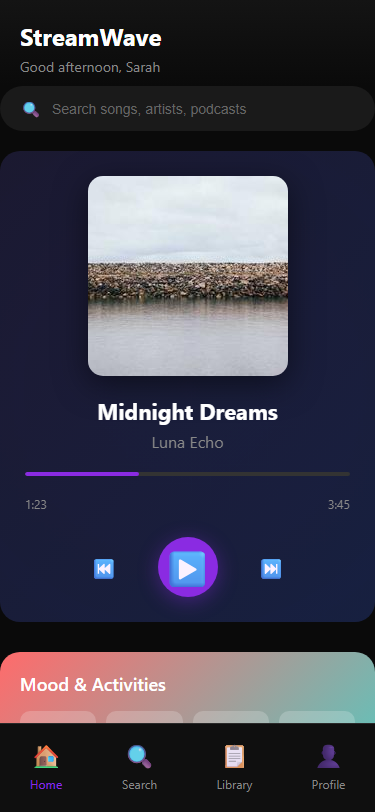 StreamWave
Good afternoon, Sarah
Search songs, artists, podcasts
Midnight Dreams
Luna Echo
1:23 3:45
Mood & Activities
Home Search Library Profile